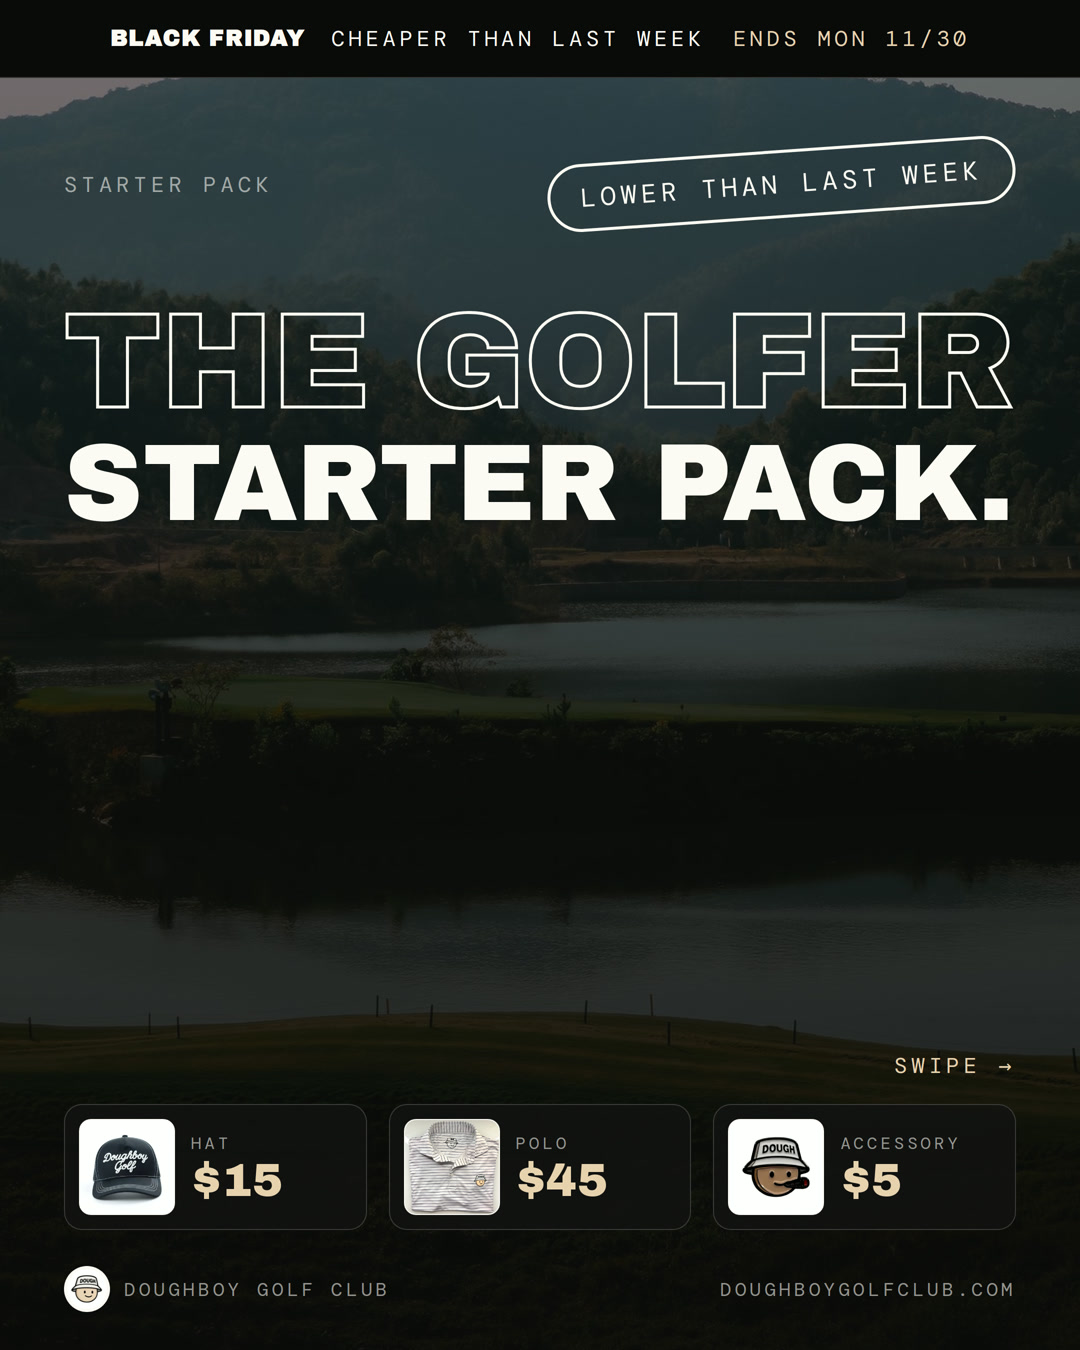 BLACK FRIDAY CHEAPER THAN LAST WEEK ENDS MON 11/30
STARTER PACK
LOWER THAN LAST WEEK
THE GOLFER
STARTER PACK.
SWIPE →
HAT
$15
Doughboy
Golf
POLO
$45
ACCESSORY
$5
DOUGH
DOUGH
DOUGHBOY GOLF CLUB
DOUGHBOYGOLFCLUB.COM